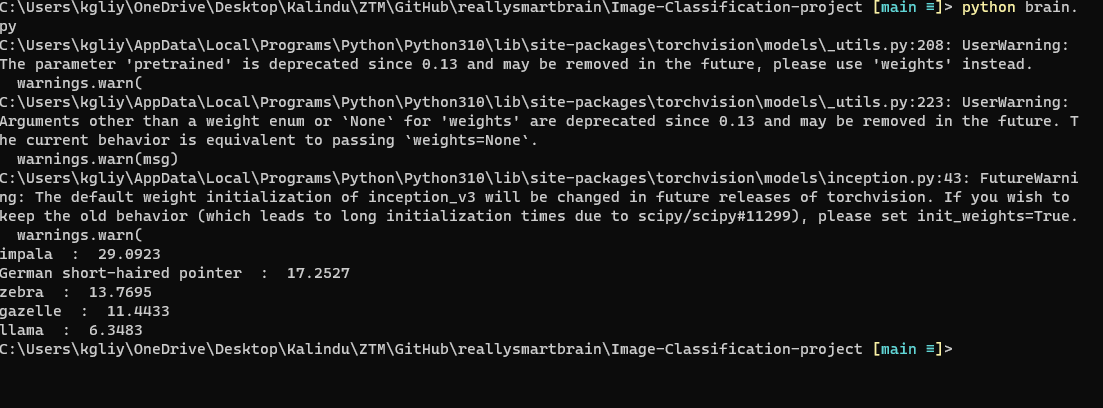 C:\Users\kgliy\OneDrive\Desktop\Kalindu\ZTM\GitHub\reallysmartbrain\Image-Classification-project [main ≡]> python brain.
py
C:\Users\kgliy\AppData\Local\Programs\Python\Python310\lib\site-packages\torchvision\models\_utils.py:208: UserWarning:
The parameter 'pretrained' is deprecated since 0.13 and may be removed in the future, please use 'weights' instead.
  warnings.warn(
C:\Users\kgliy\AppData\Local\Programs\Python\Python310\lib\site-packages\torchvision\models\_utils.py:223: UserWarning:
Arguments other than a weight enum or `None` for 'weights' are deprecated since 0.13 and may be removed in the future. T
he current behavior is equivalent to passing `weights=None`.
  warnings.warn(msg)
C:\Users\kgliy\AppData\Local\Programs\Python\Python310\lib\site-packages\torchvision\models\inception.py:43: FutureWarni
ng: The default weight initialization of inception_v3 will be changed in future releases of torchvision. If you wish to
keep the old behavior (which leads to long initialization times due to scipy/scipy#11299), please set init_weights=True.
  warnings.warn(
impala  :  29.0923
German short-haired pointer  :  17.2527
zebra  :  13.7695
gazelle  :  11.4433
llama  :  6.3483
C:\Users\kgliy\OneDrive\Desktop\Kalindu\ZTM\GitHub\reallysmartbrain\Image-Classification-project [main ≡]>